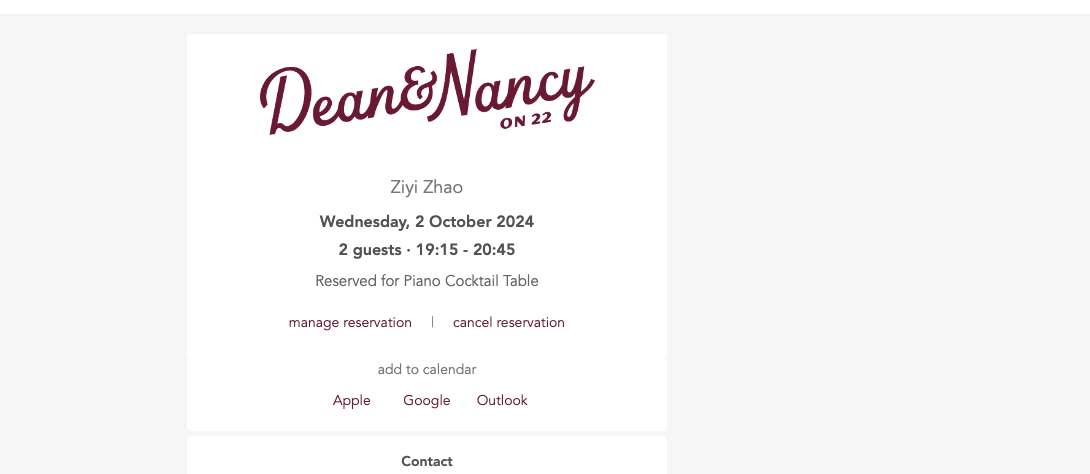 Dean&Nancy
ON 22
Ziyi Zhao
Wednesday, 2 October 2024
2 guests · 19:15 - 20:45
Reserved for Piano Cocktail Table
manage reservation | cancel reservation
add to calendar
Apple Google Outlook
Contact